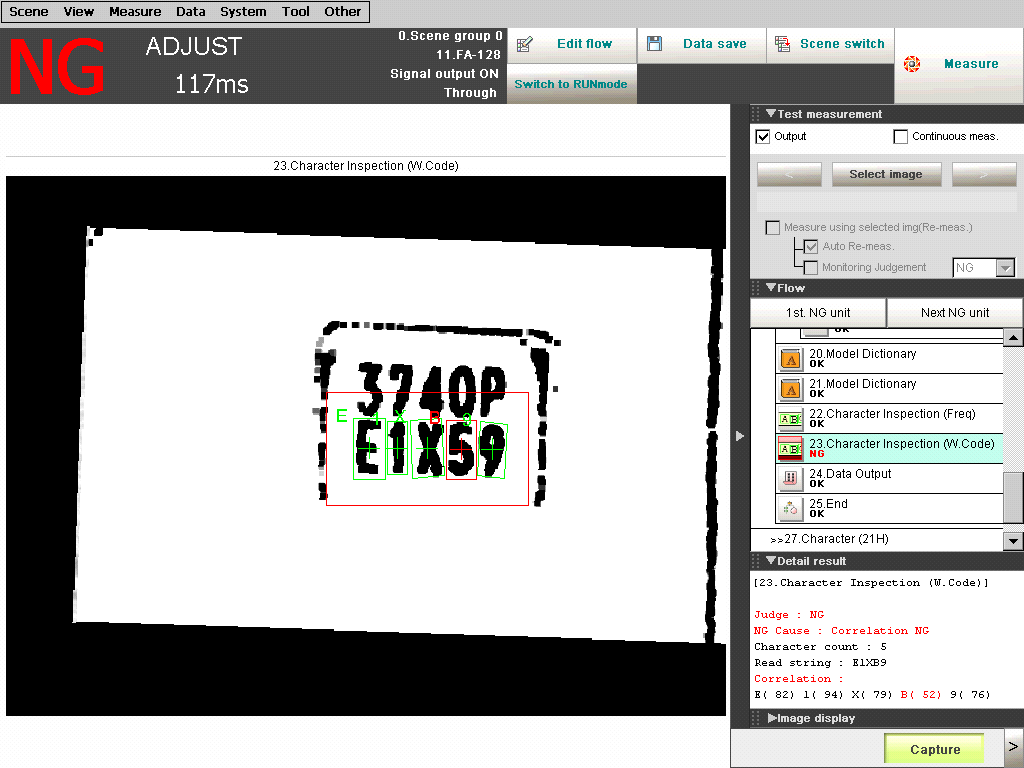 Scene View Measure Data System Tool Other
NG
ADJUST
117ms
0.Scene group 0
11.FA-128
Signal output ON
Through
Edit flow
Data save
Scene switch
Switch to RUNmode
Measure
Test measurement
Output
Continuous meas.
<
Select image
>
Measure using selected img(Re-meas.)
Auto Re-meas.
Monitoring Judgement
NG
Flow
1st. NG unit
Next NG unit
OK
20.Model Dictionary
OK
21.Model Dictionary
OK
22.Character Inspection (Freq)
OK
23.Character Inspection (W.Code)
NG
24.Data Output
OK
25.End
OK
>>27.Character (21H)
Detail result
[23.Character Inspection (W.Code)]
Judge : NG
NG Cause : Correlation NG
Character count : 5
Read string : E1XB9
Correlation :
E( 82) 1( 94) X( 79) B( 52) 9( 76)
Image display
Capture
>
23.Character Inspection (W.Code)
3740P
E 1 X B 9
E1X59